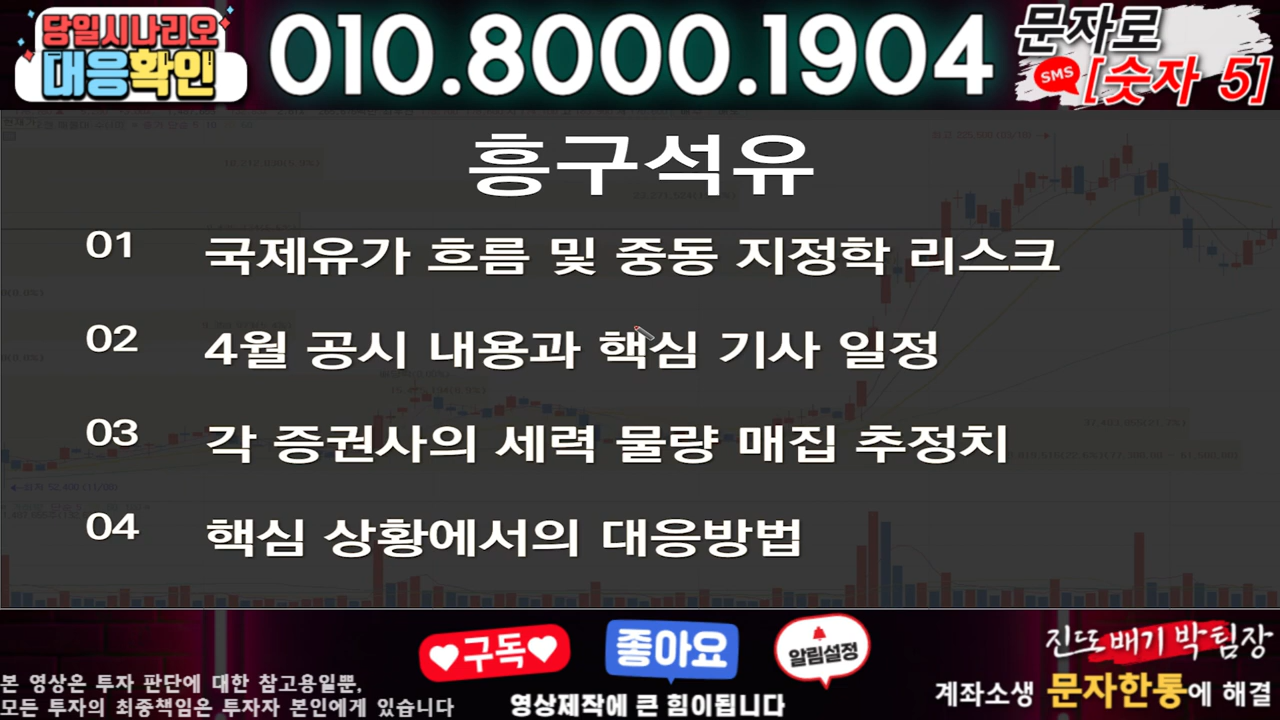 당일시나리오
대응확인
010.8000.1904
문자로
SMS
[숫자 5]
흥구석유
01 국제유가 흐름 및 중동 지정학 리스크
02 4월 공시 내용과 핵심 기사 일정
03 각 증권사의 세력 물량 매집 추정치
04 핵심 상황에서의 대응방법
구독
좋아요
알림설정
영상제작에 큰 힘이됩니다
본 영상은 투자 판단에 대한 참고용일뿐,
모든 투자의 최종책임은 투자자 본인에게 있습니다
진또배기 박팀장
계좌소생 문자한통에 해결